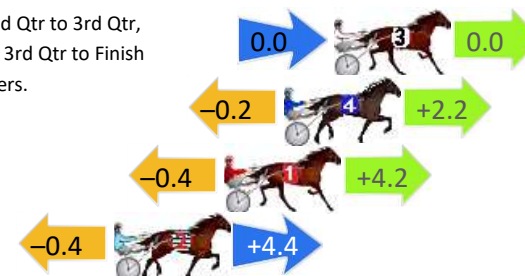 d Qtr to 3rd Qtr,
0.0 3 0.0
3rd Qtr to Finish
ers.
–0.2 4 +2.2
–0.4 1 +4.2
–0.4 2 +4.4